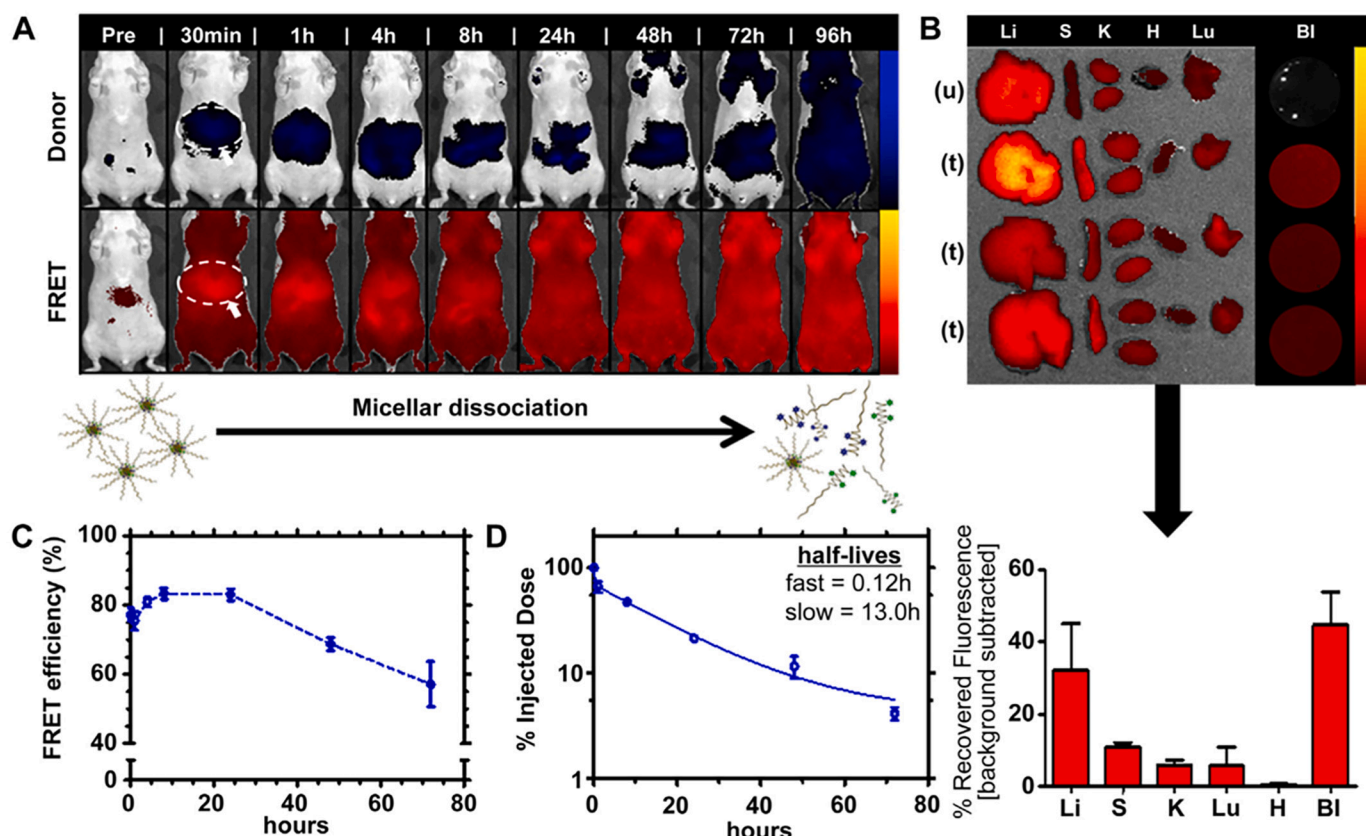 A
Pre | 30min | 1h | 4h | 8h | 24h | 48h | 72h | 96h
Donor
FRET
Micellar dissociation
B
Li S K H Lu Bl
(u)
(t)
(t)
(t)
C
FRET efficiency (%)
100
80
60
40
0
0 20 40 60 80
hours
D
% Injected Dose
100
10
1
half-lives
fast = 0.12h
slow = 13.0h
0 20 40 60 80
hours
% Recovered Fluorescence
[background subtracted]
60
40
20
0
Li S K Lu H Bl